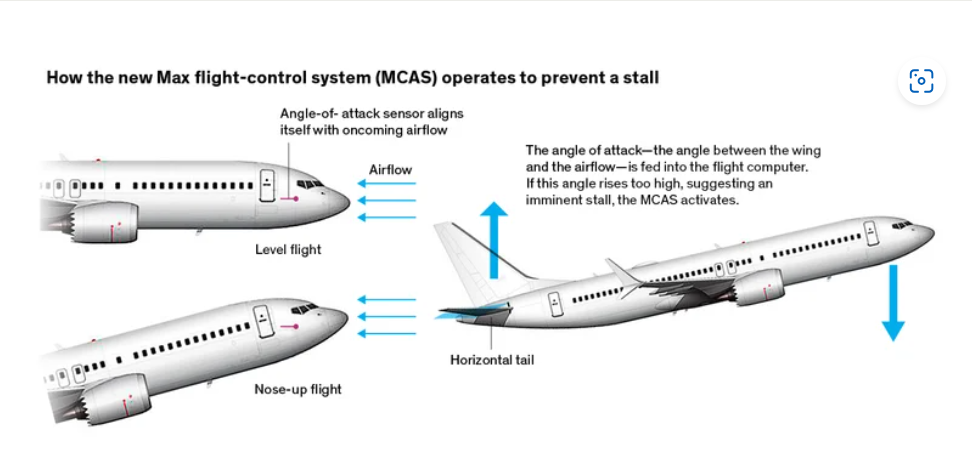 How the new Max flight-control system (MCAS) operates to prevent a stall
Angle-of- attack sensor aligns
itself with oncoming airflow
Airflow
Level flight
Nose-up flight
The angle of attack—the angle between the wing
and the airflow—is fed into the flight computer.
If this angle rises too high, suggesting an
imminent stall, the MCAS activates.
Horizontal tail